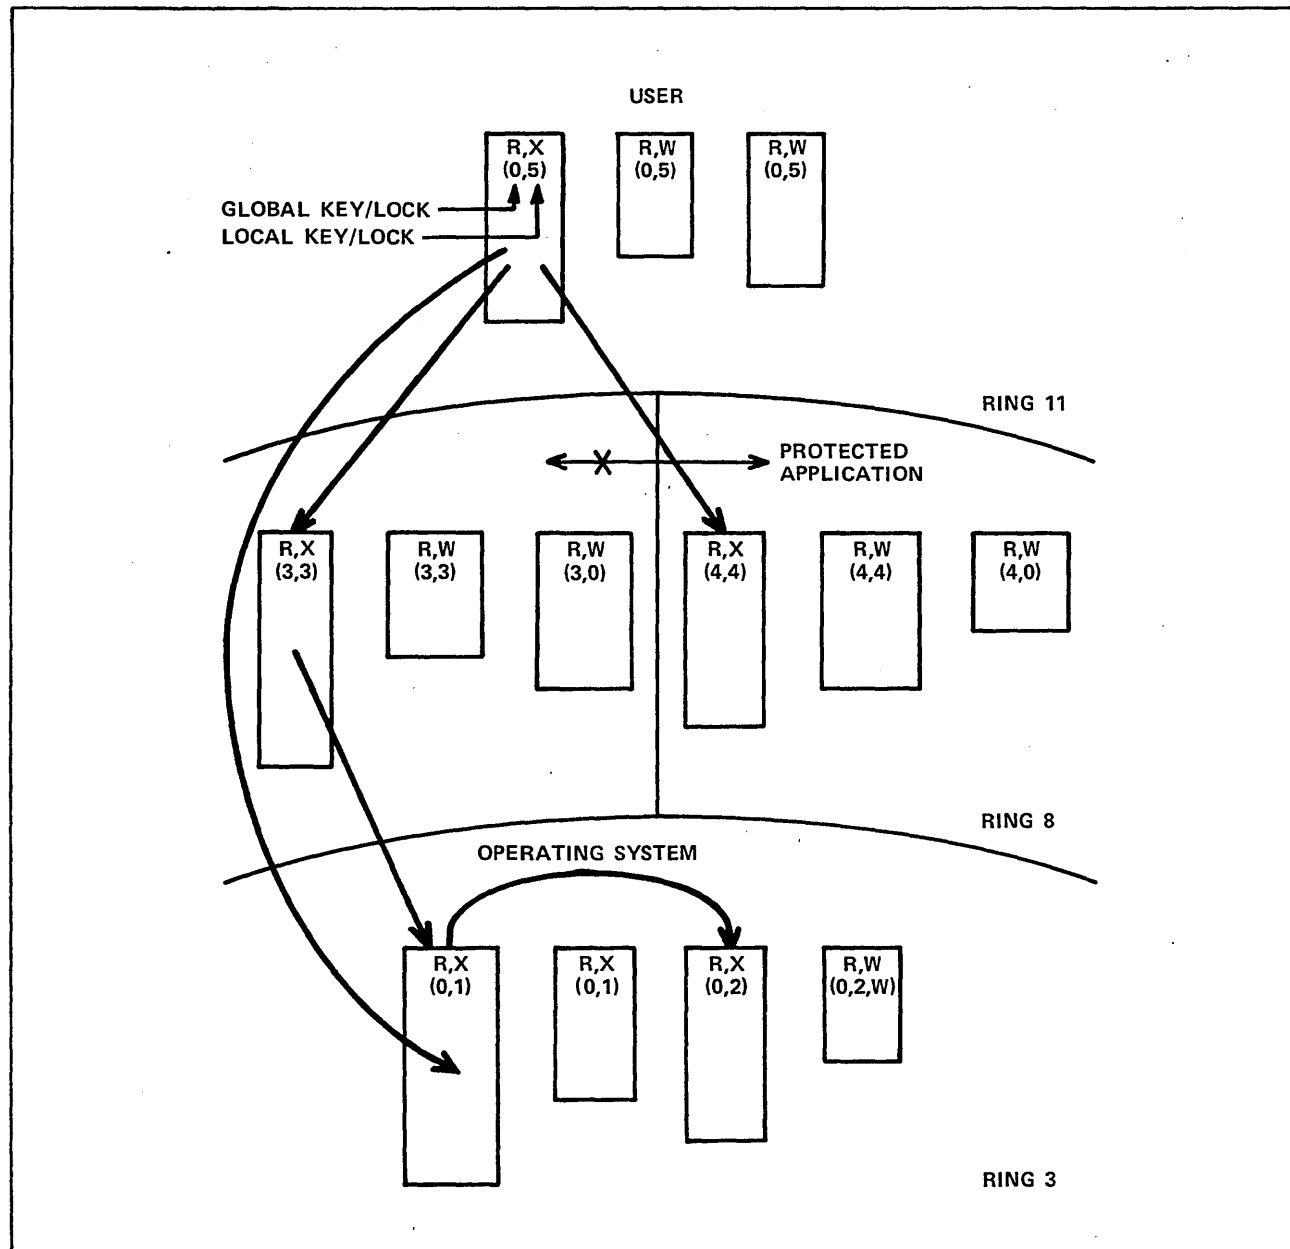 USER
R,X
(0,5)
R,W
(0,5)
R,W
(0,5)
GLOBAL KEY/LOCK
LOCAL KEY/LOCK
RING 11
PROTECTED
APPLICATION
R,X
(3,3)
R,W
(3,3)
R,W
(3,0)
R,X
(4,4)
R,W
(4,4)
R,W
(4,0)
RING 8
OPERATING SYSTEM
R,X
(0,1)
R,X
(0,1)
R,X
(0,2)
R,W
(0,2,W)
RING 3